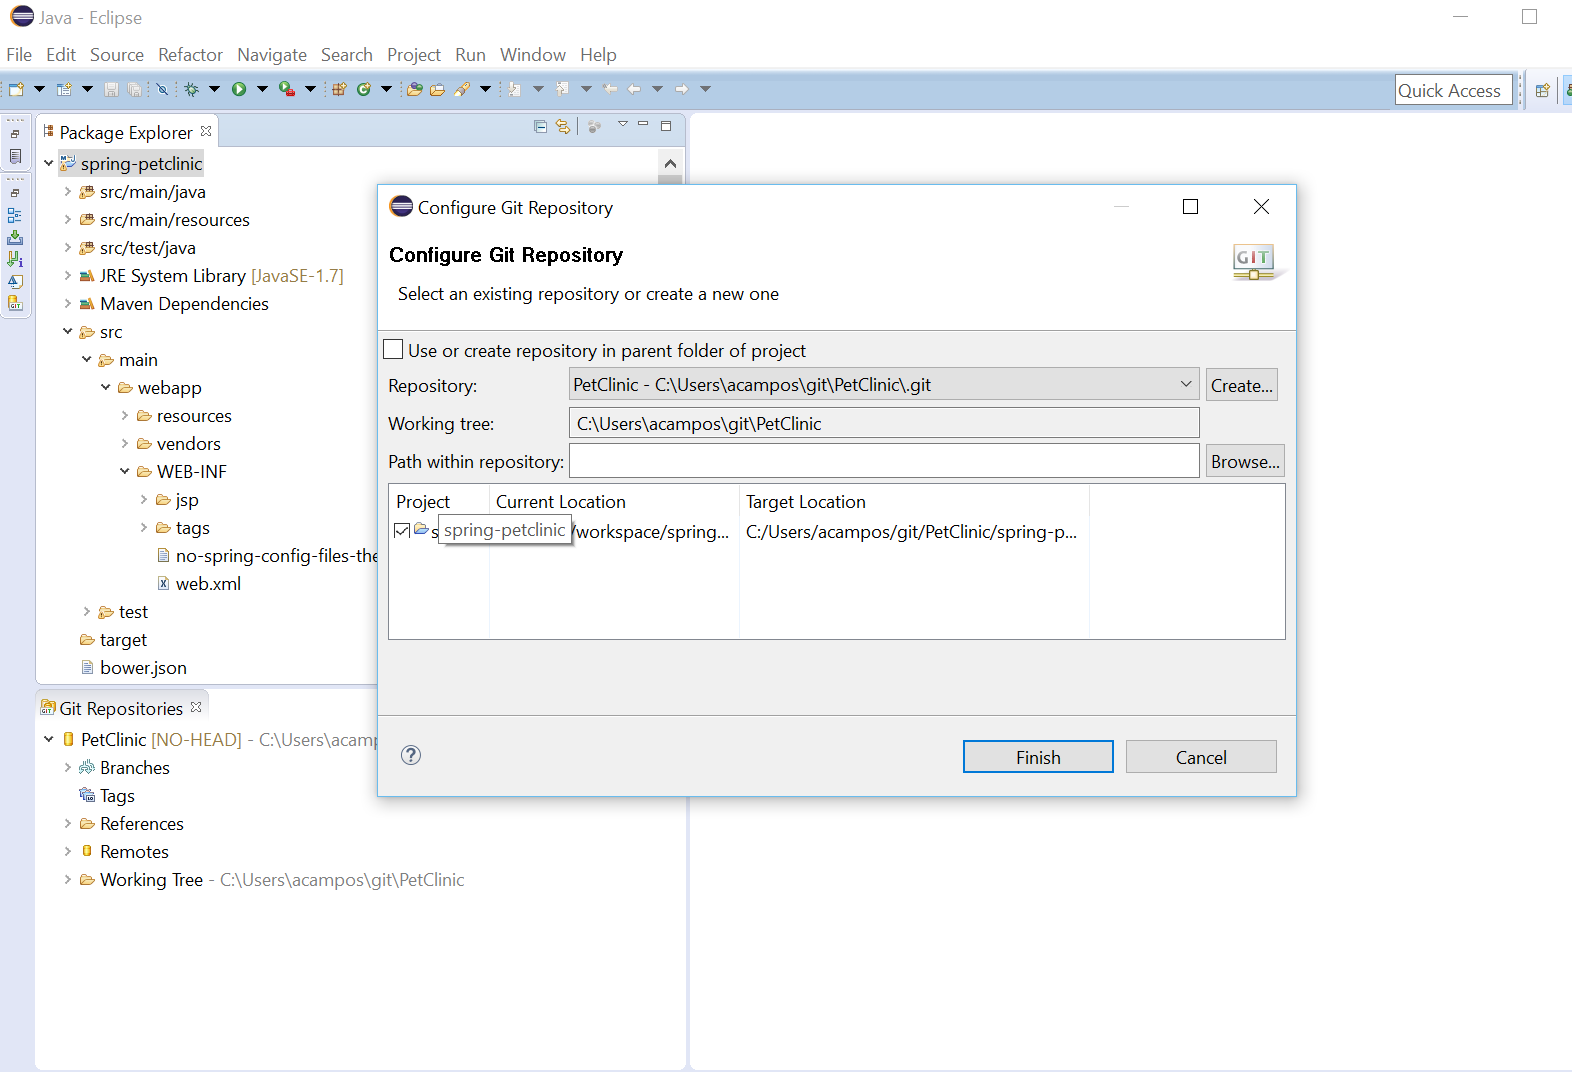 Java - Eclipse
File Edit Source Refactor Navigate Search Project Run Window Help
Quick Access
Package Explorer
spring-petclinic
src/main/java
src/main/resources
src/test/java
JRE System Library [JavaSE-1.7]
Maven Dependencies
src
main
webapp
resources
vendors
WEB-INF
jsp
tags
no-spring-config-files-the
web.xml
test
target
bower.json
Configure Git Repository
Configure Git Repository
GIT
Select an existing repository or create a new one
Use or create repository in parent folder of project
Repository: PetClinic - C:\Users\acampos\git\PetClinic\.git Create...
Working tree: C:\Users\acampos\git\PetClinic
Path within repository: Browse...
Project Current Location Target Location
s spring-petclinic /workspace/spring... C:/Users/acampos/git/PetClinic/spring-p...
Finish Cancel
Git Repositories
PetClinic [NO-HEAD] - C:\Users\acamp
Branches
Tags
References
Remotes
Working Tree - C:\Users\acampos\git\PetClinic